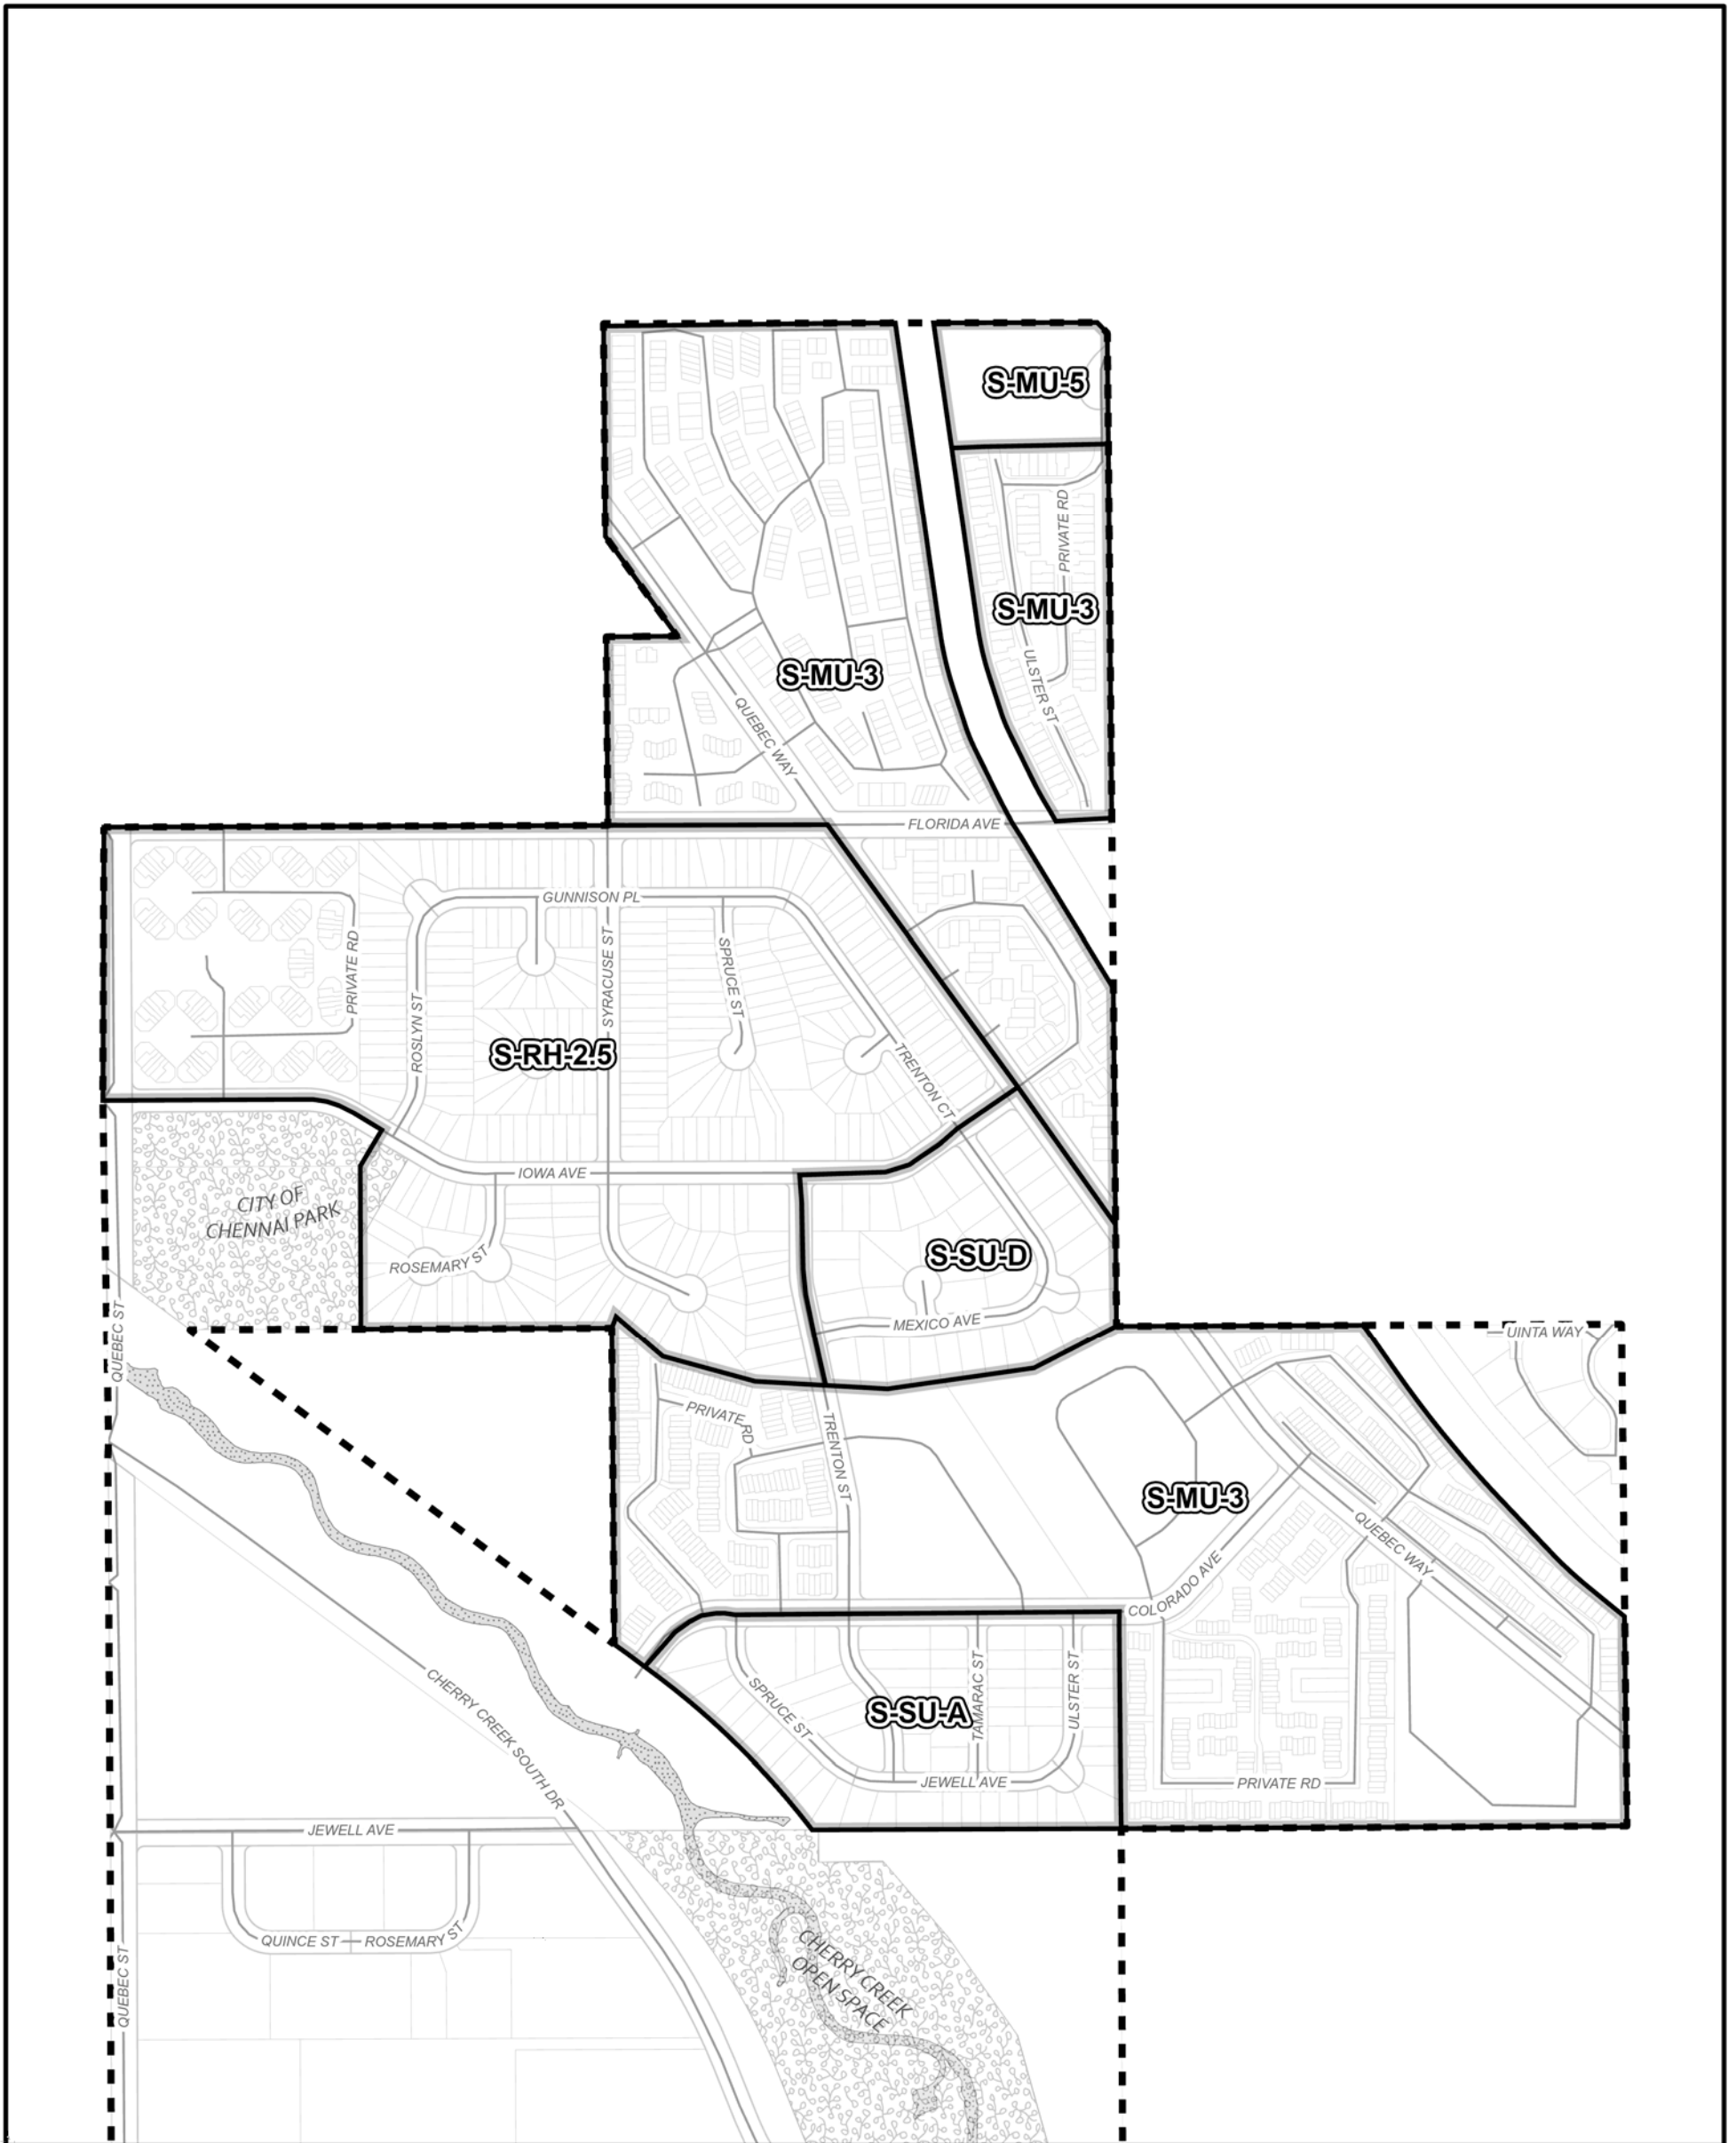 S-MU-5
PRIVATE RD
S-MU-3
ULSTER ST
S-MU-3
QUEBEC WAY
FLORIDA AVE
GUNNISON PL
PRIVATE RD
SYRACUSE ST
SPRUCE ST
ROSLYN ST
S-RH-2.5
TRENTON CT
IOWA AVE
CITY OF
CHENNAI PARK
ROSEMARY ST
S-SU-D
MEXICO AVE
QUEBEC ST
UINTA WAY
PRIVATE RD
TRENTON ST
S-MU-3
QUEBEC WAY
COLORADO AVE
CHERRY CREEK SOUTH DR
SPRUCE ST
S-SU-A
TAMARAC ST
ULSTER ST
JEWELL AVE
PRIVATE RD
JEWELL AVE
QUINCE ST
ROSEMARY ST
QUEBEC ST
CHERRY CREEK
OPEN SPACE